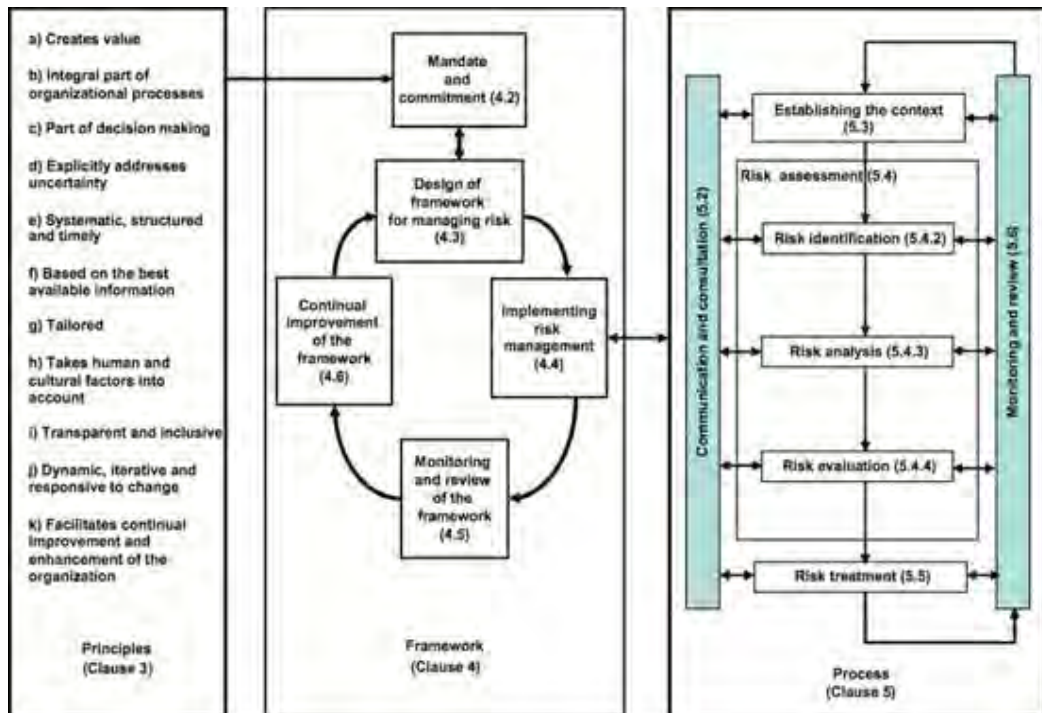 a) Creates value
b) Integral part of
organizational processes
c) Part of decision making
d) Explicitly addresses
uncertainty
e) Systematic, structured
and timely
f) Based on the best
available information
g) Tailored
h) Takes human and
cultural factors into
account
i) Transparent and inclusive
j) Dynamic, iterative and
responsive to change
k) Facilitates continual
improvement and
enhancement of the
organization
Principles
(Clause 3)
Mandate
and
commitment (4.2)
Design of
framework
for managing risk
(4.3)
Implementing
risk
management
(4.4)
Monitoring
and review
of the
framework
(4.5)
Continual
improvement
of the
framework
(4.6)
Framework
(Clause 4)
Communication and consultation (5.2)
Establishing the context
(5.3)
Risk assessment (5.4)
Risk identification (5.4.2)
Risk analysis (5.4.3)
Risk evaluation (5.4.4)
Risk treatment (5.5)
Monitoring and review (5.6)
Process
(Clause 5)